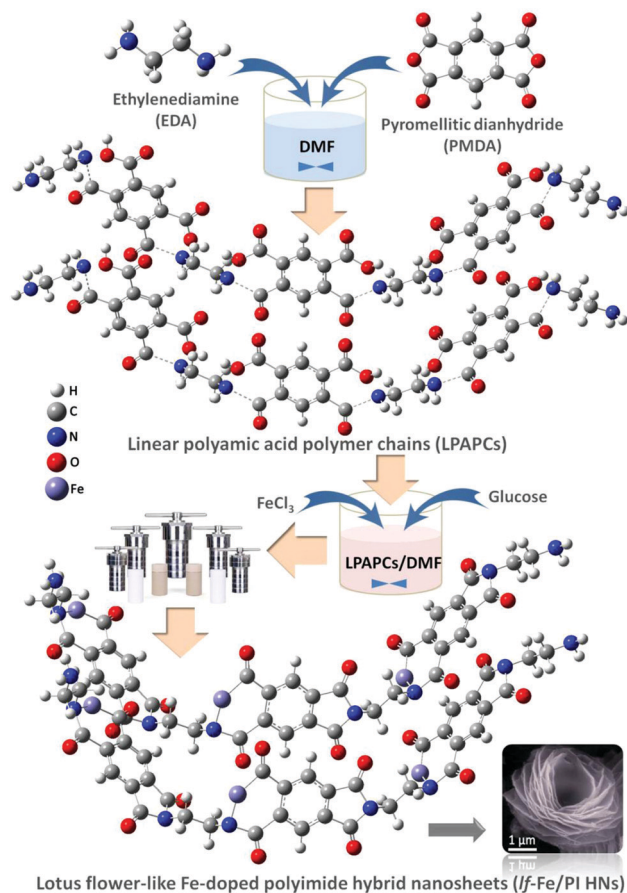 Ethylenediamine
(EDA)
DMF
Pyromellitic dianhydride
(PMDA)
H
C
N
O
Fe
Linear polyamic acid polymer chains (LPAPCs)
FeCl₃
Glucose
LPAPCs/DMF
1 μm
Lotus flower-like Fe-doped polyimide hybrid nanosheets (lf-Fe/PI HNs)